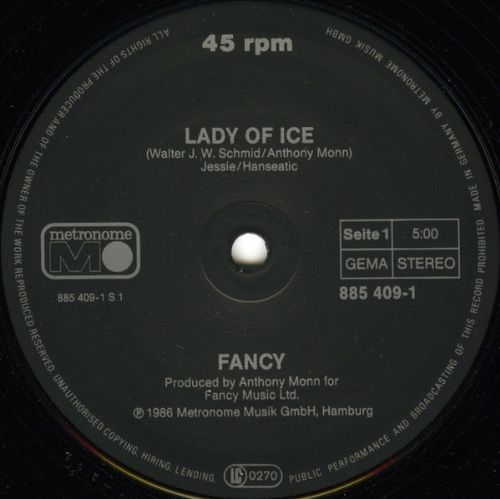 45 rpm
LADY OF ICE
(Walter J. W. Schmid/Anthony Monn)
Jessie/Hanseatic
metronome
M
885 409-1 S 1
Seite 1
5:00
GEMA
STEREO
885 409-1
FANCY
Produced by Anthony Monn for
Fancy Music Ltd.
℗ 1986 Metronome Musik GmbH, Hamburg
LC 0270
ALL RIGHTS OF THE PRODUCER AND OF THE OWNER OF THE WORK REPRODUCED RESERVED. UNAUTHORISED COPYING, HIRING, LENDING, PUBLIC PERFORMANCE AND BROADCASTING OF THIS RECORD PROHIBITED. MADE IN GERMANY BY METRONOME MUSIK GMBH